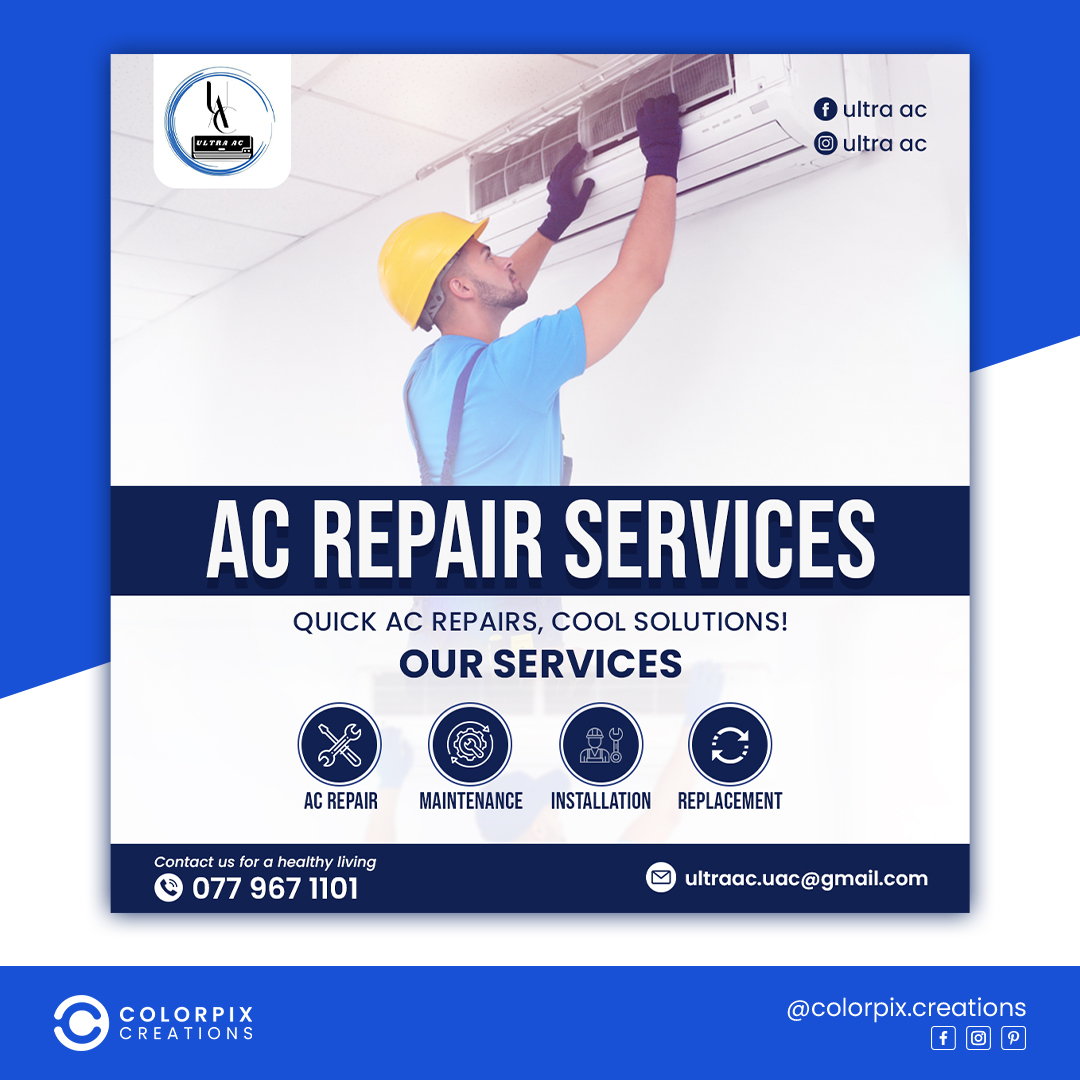 UAC
ULTRA AC
ultra ac
ultra ac
AC REPAIR SERVICES
QUICK AC REPAIRS, COOL SOLUTIONS!
OUR SERVICES
AC REPAIR MAINTENANCE INSTALLATION REPLACEMENT
Contact us for a healthy living
077 967 1101
ultraac.uac@gmail.com
COLORPIX
CREATIONS
@colorpix.creations